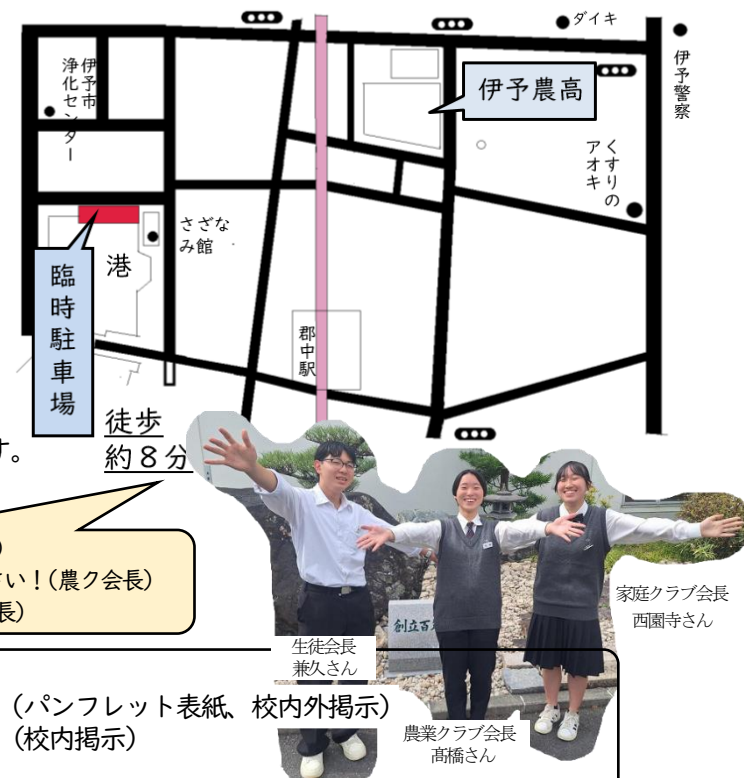 ダイキ
伊予警察
伊予市
浄化センター
伊予農高
くすりの
アオキ
さざな
み館
港
臨時駐車場
郡中駅
徒歩
約8分
す。
)
さい！(農ク会長)
長)
創立百
家庭クラブ会長
西園寺さん
生徒会長
兼久さん
農業クラブ会長
髙橋さん
(パンフレット表紙、校内外掲示)
(校内掲示)